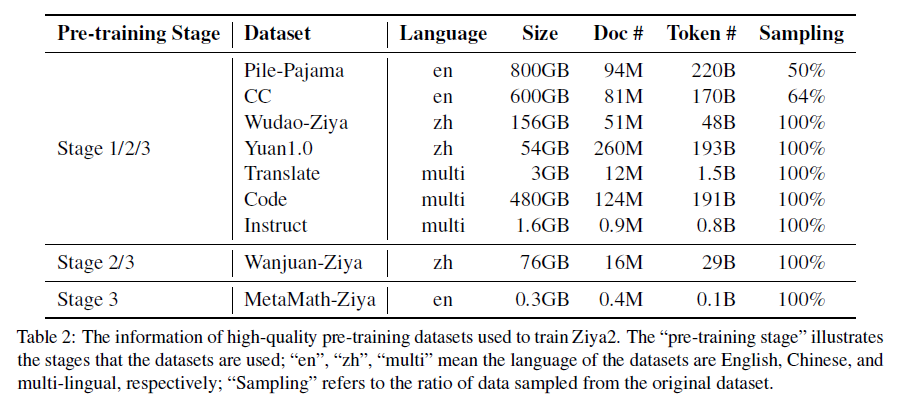 Pre-training Stage Dataset Language Size Doc # Token # Sampling
Pile-Pajama en 800GB 94M 220B 50%
CC en 600GB 81M 170B 64%
Wudao-Ziya zh 156GB 51M 48B 100%
Stage 1/2/3 Yuan1.0 zh 54GB 260M 193B 100%
Translate multi 3GB 12M 1.5B 100%
Code multi 480GB 124M 191B 100%
Instruct multi 1.6GB 0.9M 0.8B 100%
Stage 2/3 Wanjuan-Ziya zh 76GB 16M 29B 100%
Stage 3 MetaMath-Ziya en 0.3GB 0.4M 0.1B 100%
Table 2: The information of high-quality pre-training datasets used to train Ziya2. The “pre-training stage” illustrates
the stages that the datasets are used; “en”, “zh”, “multi” mean the language of the datasets are English, Chinese, and
multi-lingual, respectively; “Sampling” refers to the ratio of data sampled from the original dataset.